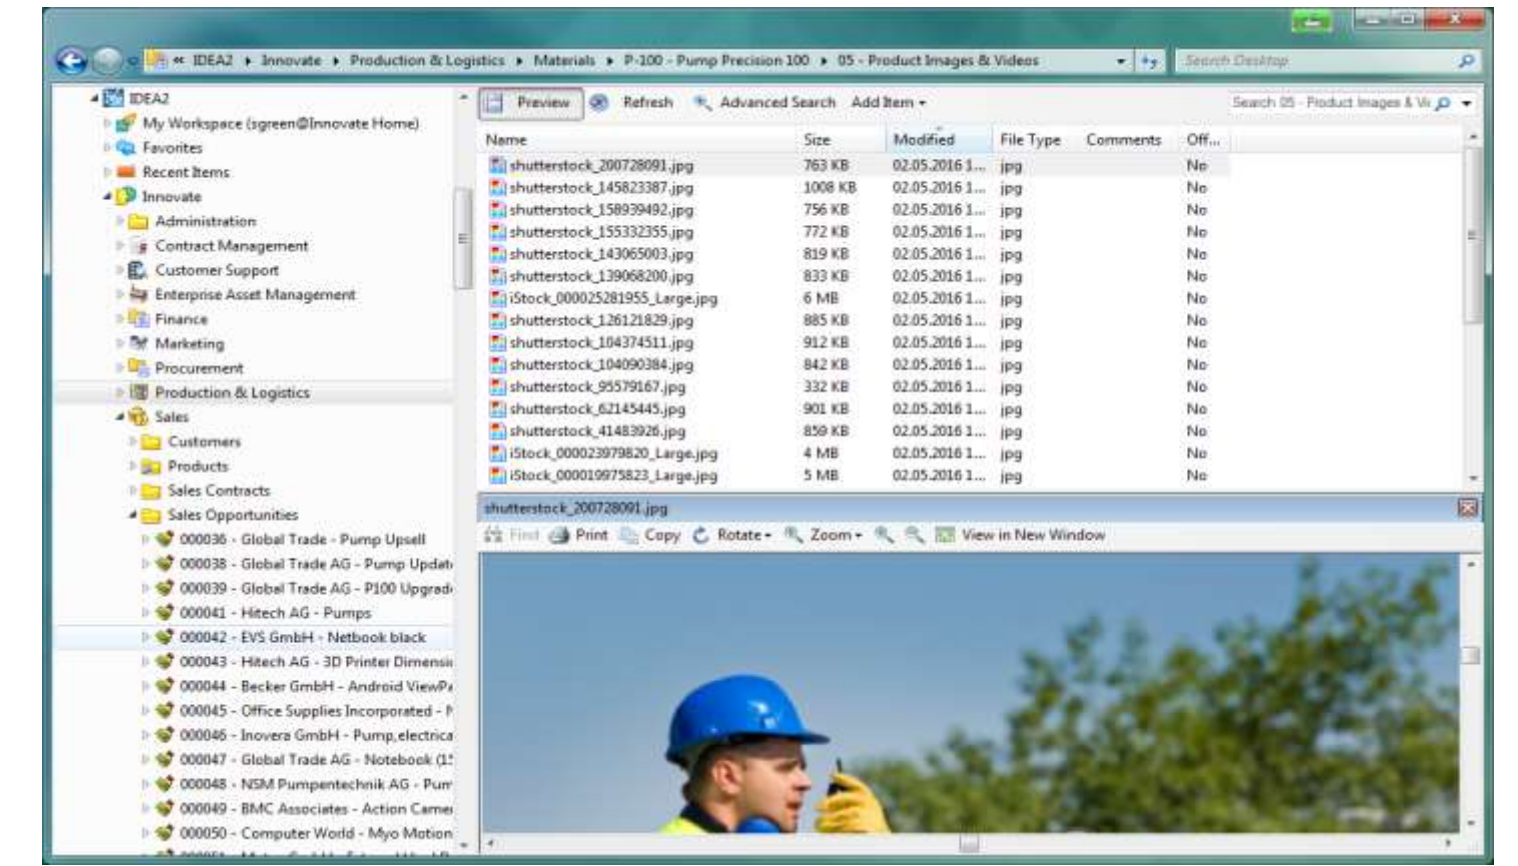 « IDEA2 ▸ Innovate ▸ Production & Logistics ▸ Materials ▸ P-100 - Pump Precision 100 ▸ 05 - Product Images & Videos
Search Desktop
IDEA2
My Workspace (sgreen@Innovate Home)
Favorites
Recent Items
Innovate
Administration
Contract Management
Customer Support
Enterprise Asset Management
Finance
Marketing
Procurement
Production & Logistics
Sales
Customers
Products
Sales Contracts
Sales Opportunities
000036 - Global Trade - Pump Upsell
000038 - Global Trade AG - Pump Updat
000039 - Global Trade AG - P100 Upgrad
000041 - Hitech AG - Pumps
000042 - EVS GmbH - Netbook black
000043 - Hitech AG - 3D Printer Dimensi
000044 - Becker GmbH - Android ViewPa
000045 - Office Supplies Incorporated -
000046 - Inovera GmbH - Pump,electrica
000047 - Global Trade AG - Notebook (15
000048 - NSM Pumpentechnik AG - Pum
000049 - BMC Associates - Action Camer
000050 - Computer World - Myo Motion
Preview Refresh Advanced Search Add Item
Search 05 - Product Images & Vi
Name Size Modified File Type Comments Off...
shutterstock_200728091.jpg 763 KB 02.05.2016 1... jpg No
shutterstock_145823387.jpg 1008 KB 02.05.2016 1... jpg No
shutterstock_158939492.jpg 756 KB 02.05.2016 1... jpg No
shutterstock_155332355.jpg 772 KB 02.05.2016 1... jpg No
shutterstock_143065003.jpg 819 KB 02.05.2016 1... jpg No
shutterstock_139068200.jpg 833 KB 02.05.2016 1... jpg No
iStock_000025281955_Large.jpg 6 MB 02.05.2016 1... jpg No
shutterstock_126121829.jpg 885 KB 02.05.2016 1... jpg No
shutterstock_104374511.jpg 912 KB 02.05.2016 1... jpg No
shutterstock_104090384.jpg 842 KB 02.05.2016 1... jpg No
shutterstock_95579167.jpg 332 KB 02.05.2016 1... jpg No
shutterstock_62145445.jpg 901 KB 02.05.2016 1... jpg No
shutterstock_41483926.jpg 859 KB 02.05.2016 1... jpg No
iStock_000023979820_Large.jpg 4 MB 02.05.2016 1... jpg No
iStock_000019975823_Large.jpg 5 MB 02.05.2016 1... jpg No
shutterstock_200728091.jpg
Find Print Copy Rotate Zoom View in New Window